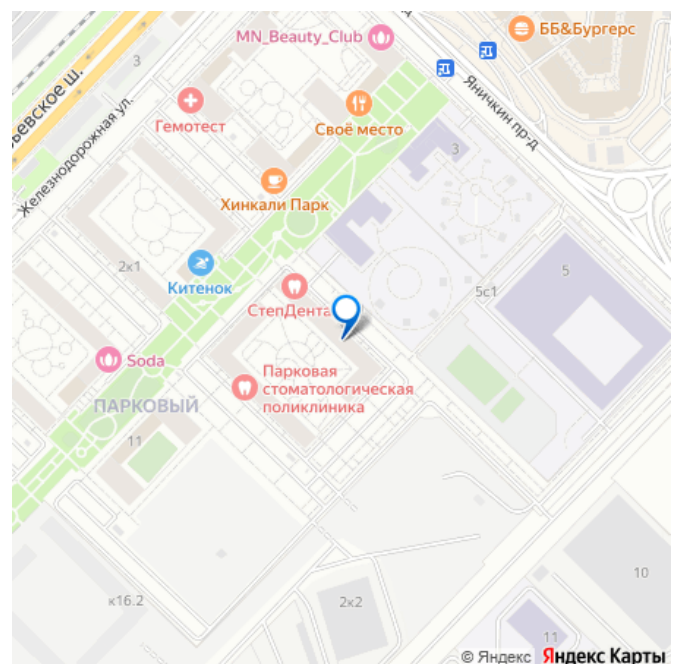 MN_Beauty_Club
ББ&Бургерс
3
ьевское ш.
Гемотест
Своё место
Яничкин пр-д
Железнодорожная ул.
3
Хинкали Парк
2к1
Китенок
5
5с1
СтепДента
Soda
Парковая
стоматологическая
поликлиника
ПАРКОВЫЙ
11
к16.2
2к2
10
11
© Яндекс Яндекс Карты